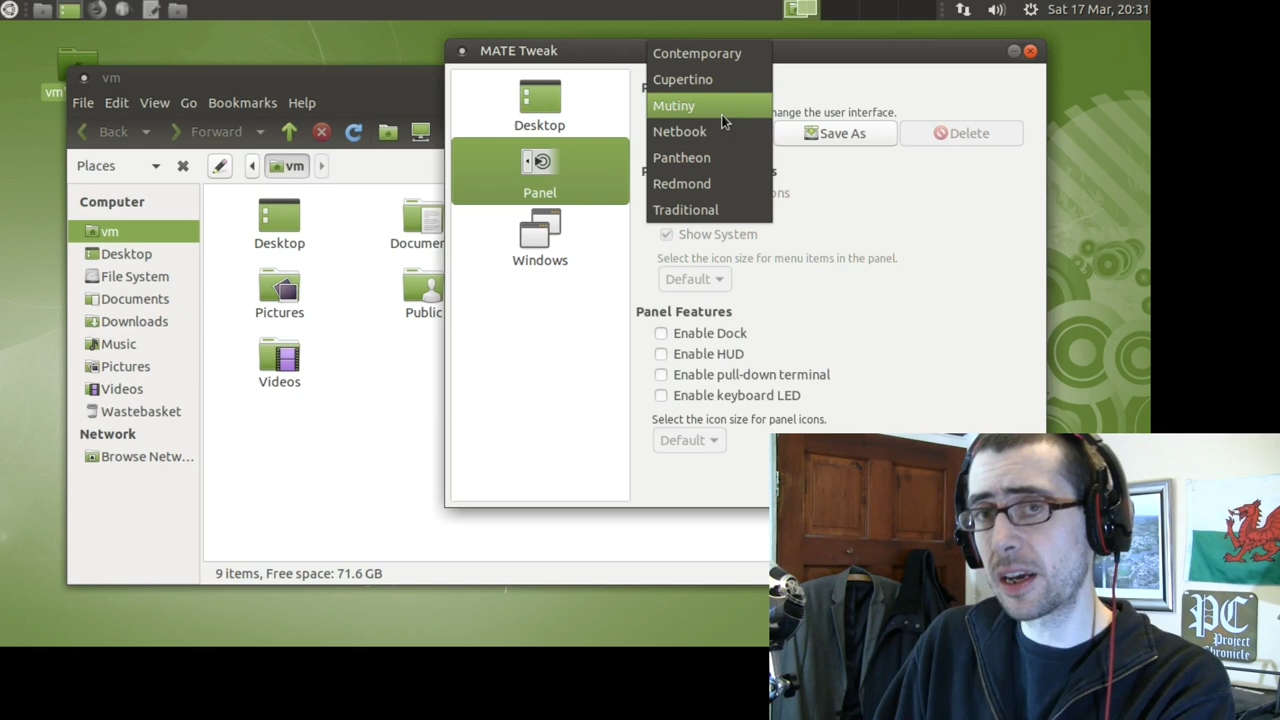 Sat 17 Mar, 20:31
vm
vm
File Edit View Go Bookmarks Help
Back Forward
Places
vm
Computer
vm
Desktop
File System
Documents
Downloads
Music
Pictures
Videos
Wastebasket
Network
Browse Netw...
Desktop
Pictures
Public
Videos
9 items, Free space: 71.6 GB
MATE Tweak
Desktop
Panel
Windows
Contemporary
Cupertino
Mutiny
Netbook
Pantheon
Redmond
Traditional
hange the user interface.
Save As Delete
Show System
Select the icon size for menu items in the panel.
Default
Panel Features
Enable Dock
Enable HUD
Enable pull-down terminal
Enable keyboard LED
Select the icon size for panel icons.
Default
PC
Project
Chronicle